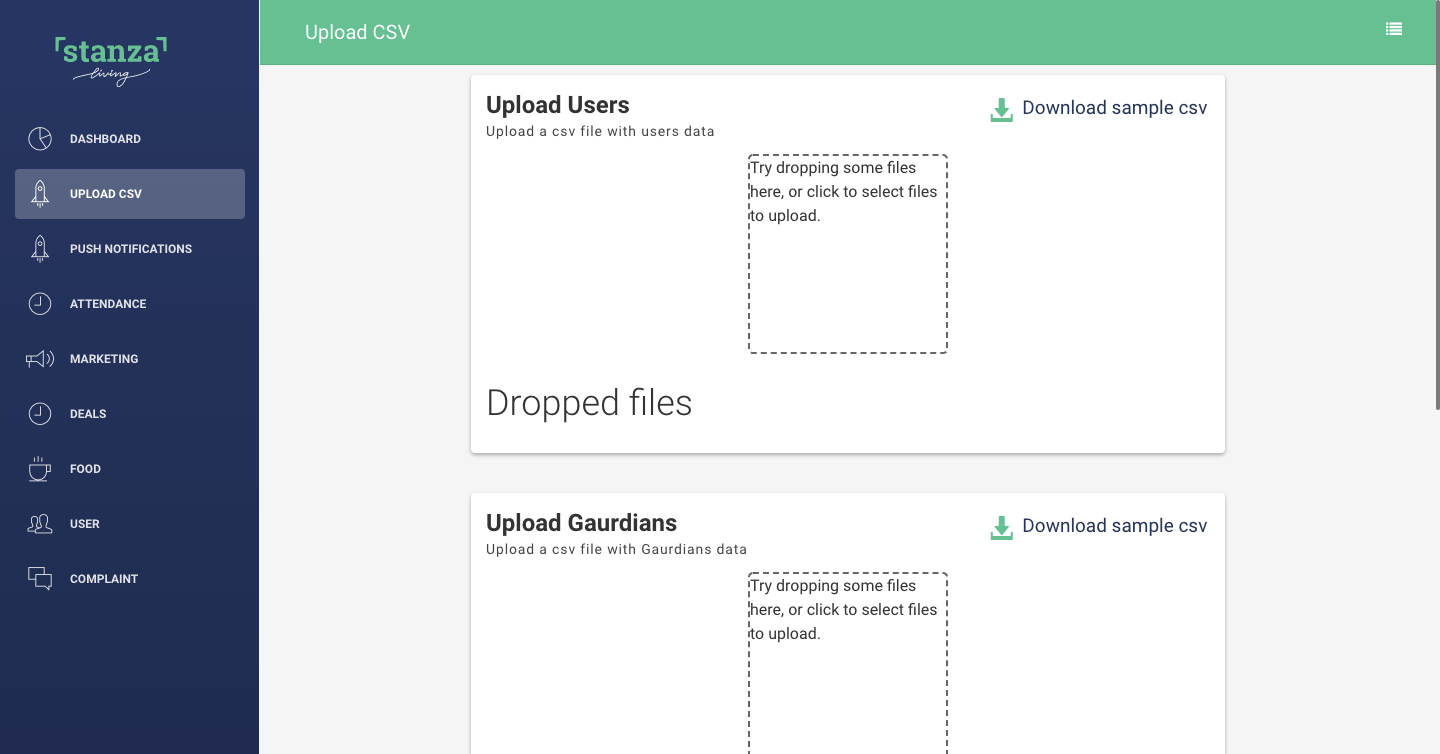 stanza
living
DASHBOARD
UPLOAD CSV
PUSH NOTIFICATIONS
ATTENDANCE
MARKETING
DEALS
FOOD
USER
COMPLAINT
Upload CSV
Upload Users
Upload a csv file with users data
Download sample csv
Try dropping some files
here, or click to select files
to upload.
Dropped files
Upload Gaurdians
Upload a csv file with Gaurdians data
Download sample csv
Try dropping some files
here, or click to select files
to upload.